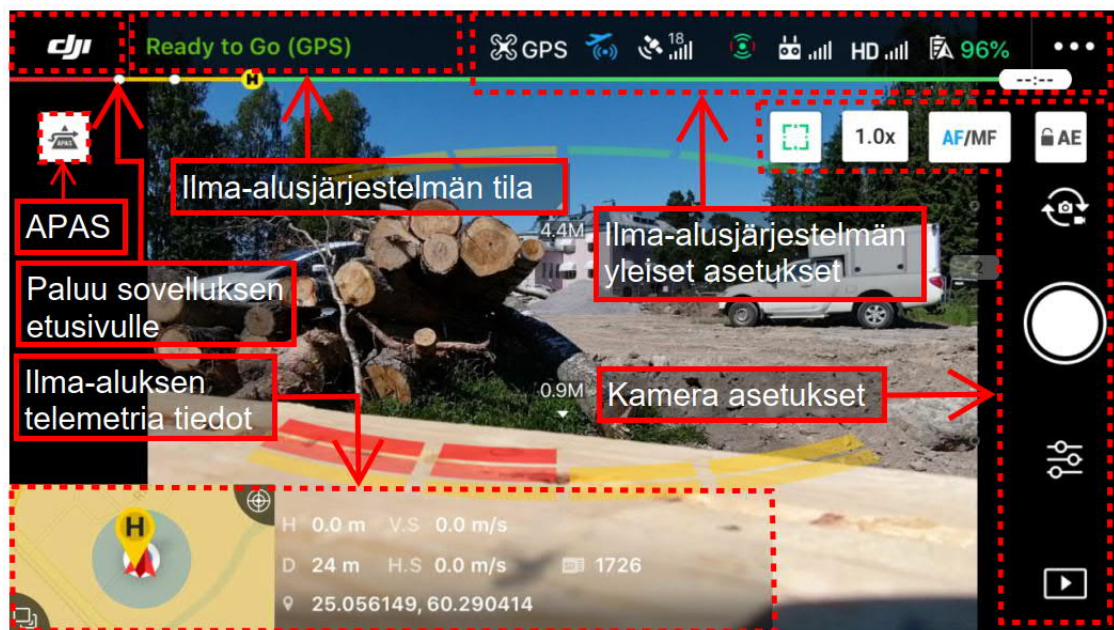 dji
Ready to Go (GPS)
GPS
18
HD
96%
--:--
H
APAS
1.0x
AF/MF
AE
Ilma-alusjärjestelmän tila
APAS
4.4M
Ilma-alusjärjestelmän
yleiset asetukset
2
Paluu sovelluksen
etusivulle
Ilma-aluksen
telemetria tiedot
0.9M
Kamera asetukset
H
H 0.0 m V.S 0.0 m/s
D 24 m H.S 0.0 m/s 1726
25.056149, 60.290414